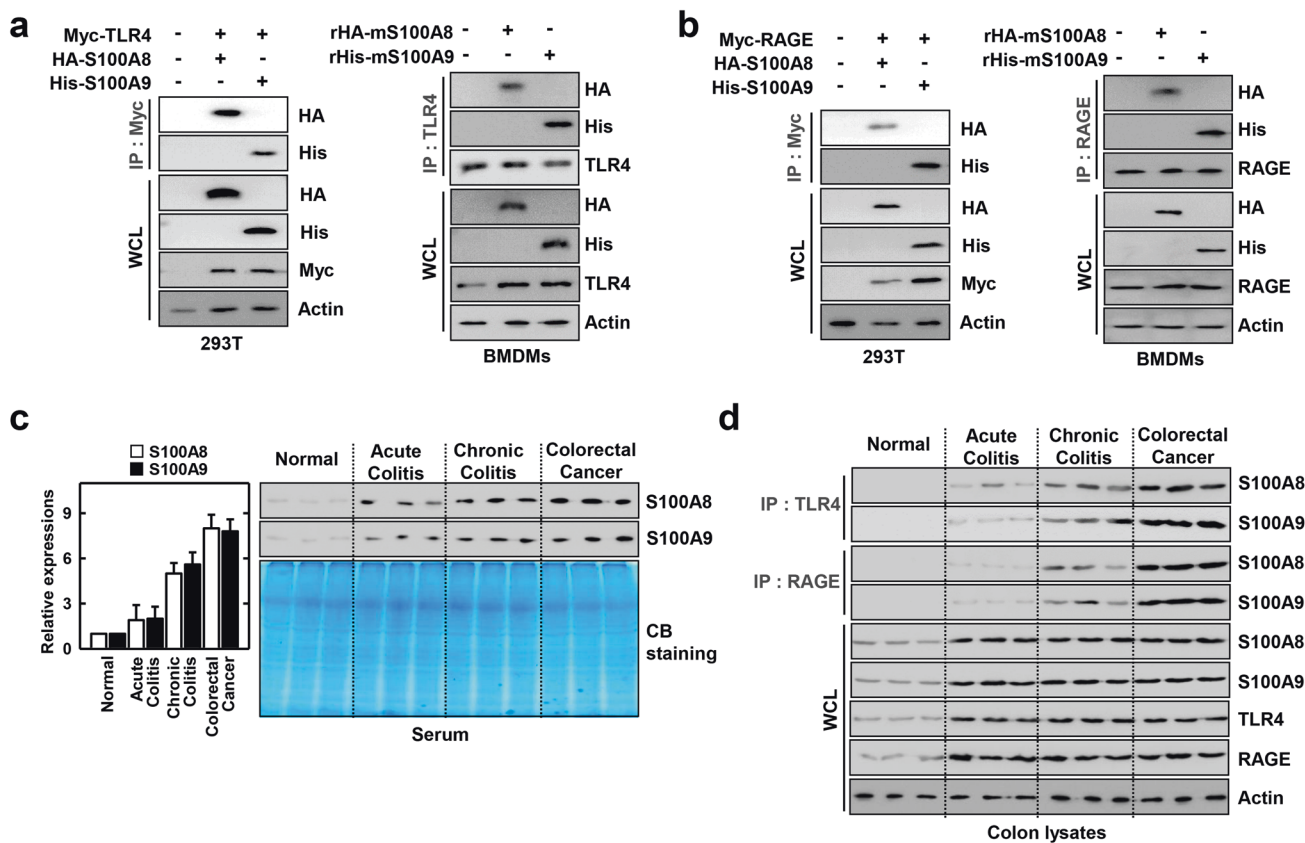 a
Myc-TLR4 - + +
HA-S100A8 - + -
His-S100A9 - - +
IP : Myc
HA
His
WCL
HA
His
Myc
Actin
293T
rHA-mS100A8 - + -
rHis-mS100A9 - - +
IP : TLR4
HA
His
TLR4
WCL
HA
His
TLR4
Actin
BMDMs
b
Myc-RAGE - + +
HA-S100A8 - + -
His-S100A9 - - +
IP : Myc
HA
His
WCL
HA
His
Myc
Actin
293T
rHA-mS100A8 - + -
rHis-mS100A9 - - +
IP : RAGE
HA
His
RAGE
WCL
HA
His
RAGE
Actin
BMDMs
c
S100A8
S100A9
Relative expressions
9
6
3
0
Normal
Acute
Colitis
Chronic
Colitis
Colorectal
Cancer
Normal
Acute
Colitis
Chronic
Colitis
Colorectal
Cancer
S100A8
S100A9
CB
staining
Serum
d
Normal
Acute
Colitis
Chronic
Colitis
Colorectal
Cancer
IP : TLR4
S100A8
S100A9
IP : RAGE
S100A8
S100A9
WCL
S100A8
S100A9
TLR4
RAGE
Actin
Colon lysates